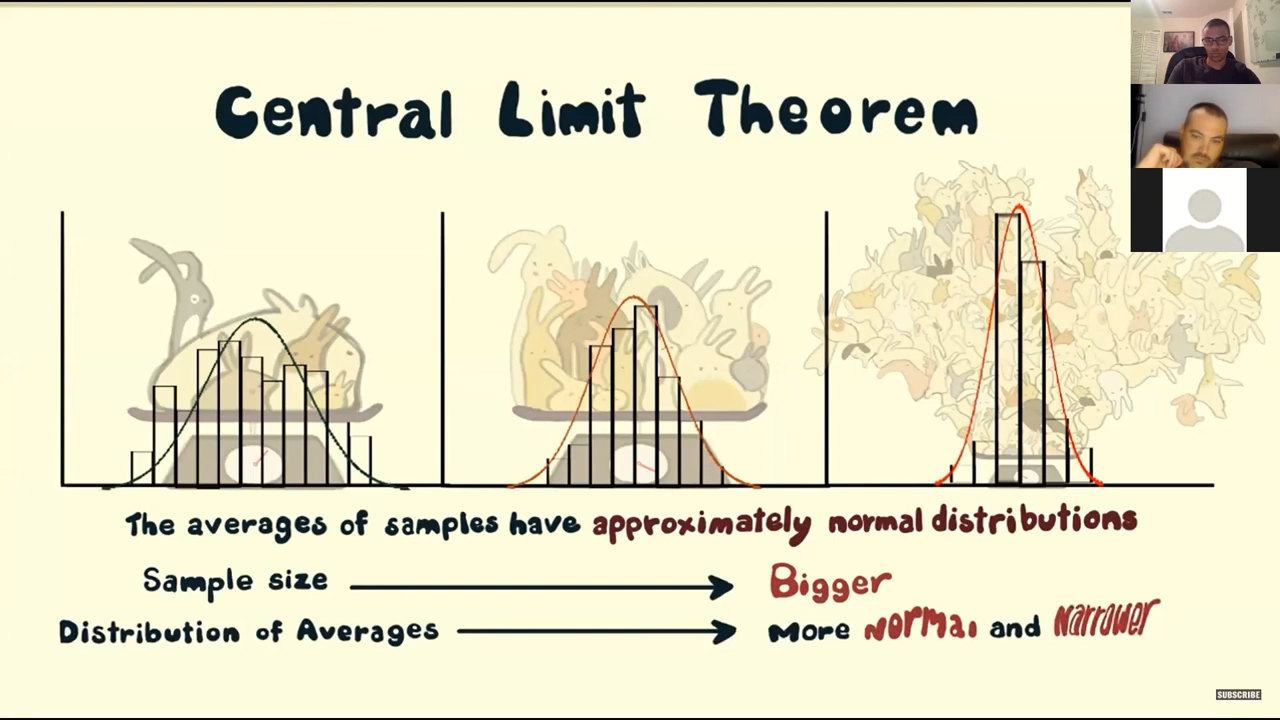 Central Limit Theorem
The averages of samples have approximately normal distributions
Sample size Bigger
Distribution of Averages More normal and Narrower
SUBSCRIBE